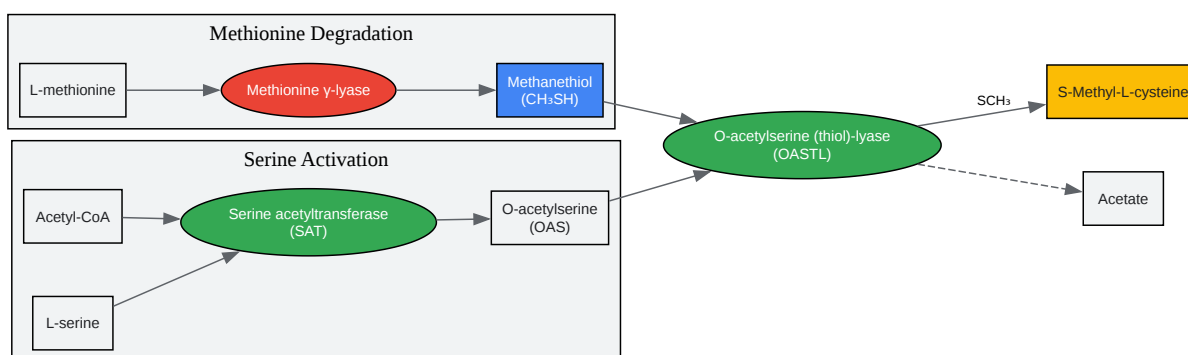 Methionine Degradation
L-methionine
Methionine γ-lyase
Methanethiol
(CH₃SH)
Serine Activation
Acetyl-CoA
Serine acetyltransferase
(SAT)
O-acetylserine
(OAS)
L-serine
O-acetylserine (thiol)-lyase
(OASTL)
SCH₃
S-Methyl-L-cysteine
Acetate